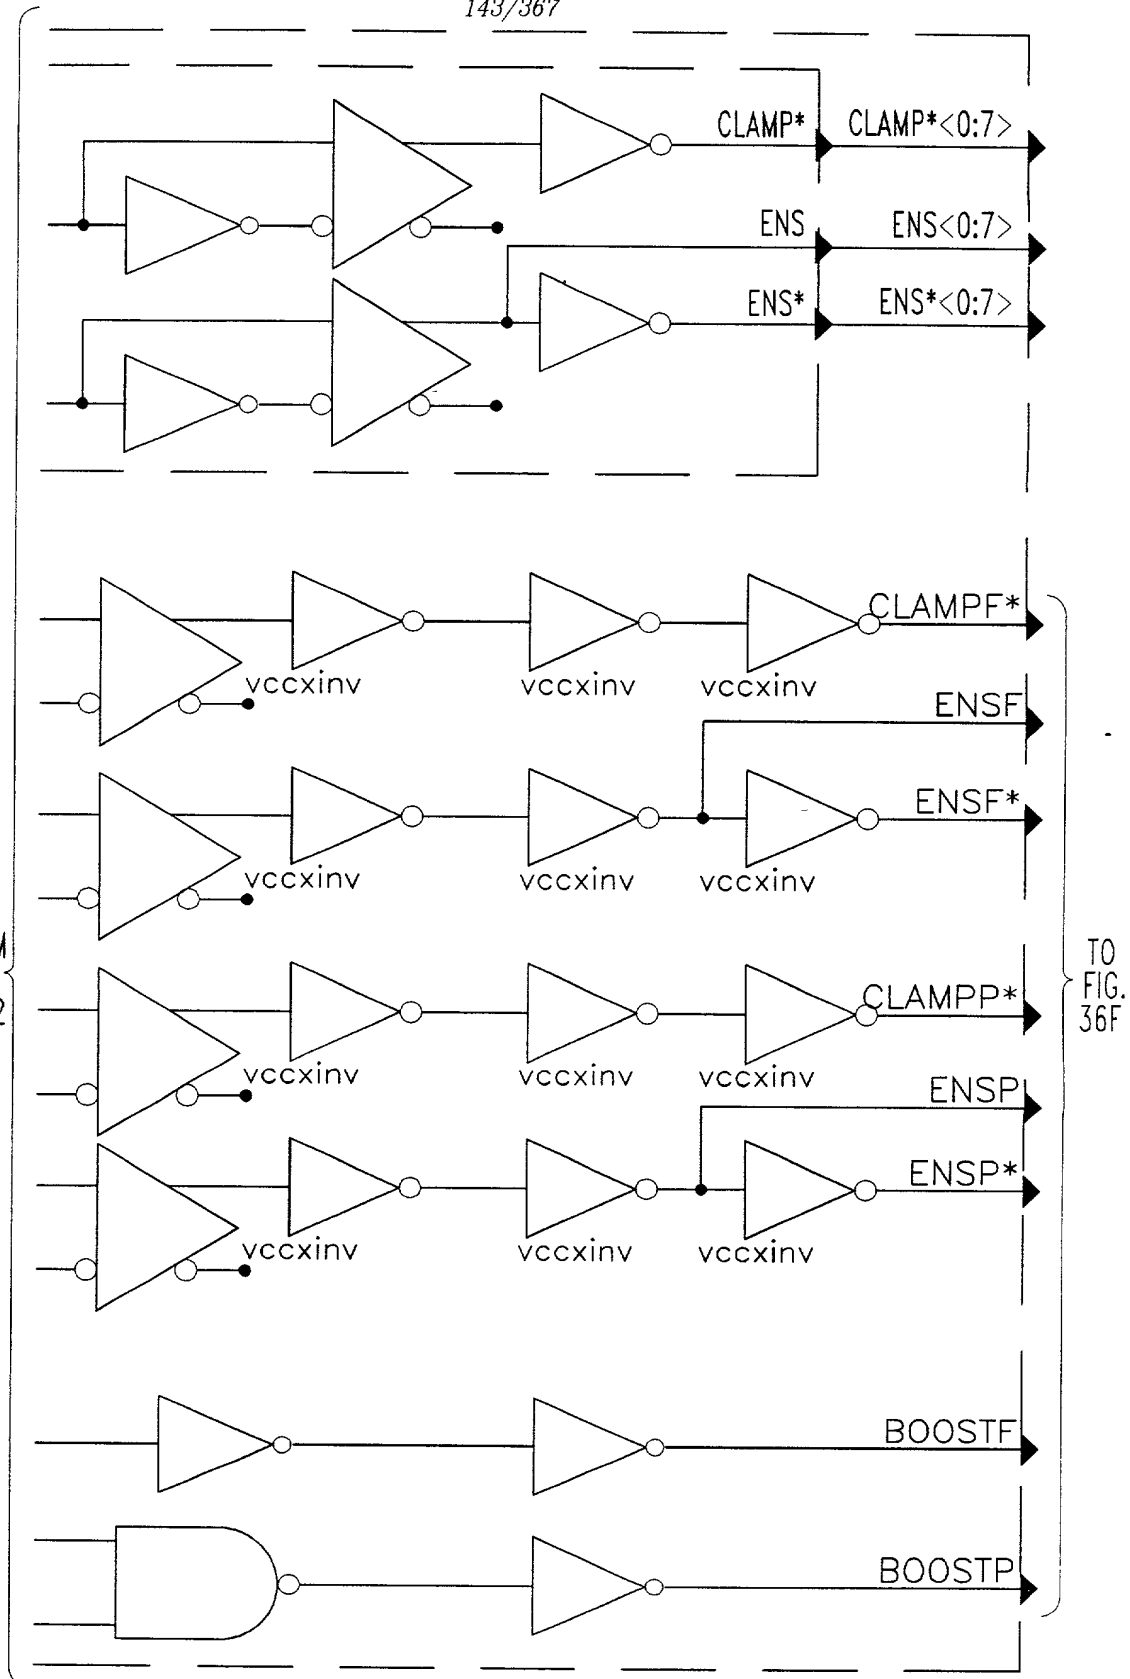 143/367
CLAMP* CLAMP*<0:7>
ENS ENS<0:7>
ENS* ENS*<0:7>
CLAMPF*
vccxinv vccxinv vccxinv
ENSF
ENSF*
vccxinv vccxinv vccxinv
TO
FIG.
36F
CLAMPP*
vccxinv vccxinv vccxinv
ENSP
ENSP*
vccxinv vccxinv vccxinv
BOOSTF
BOOSTP